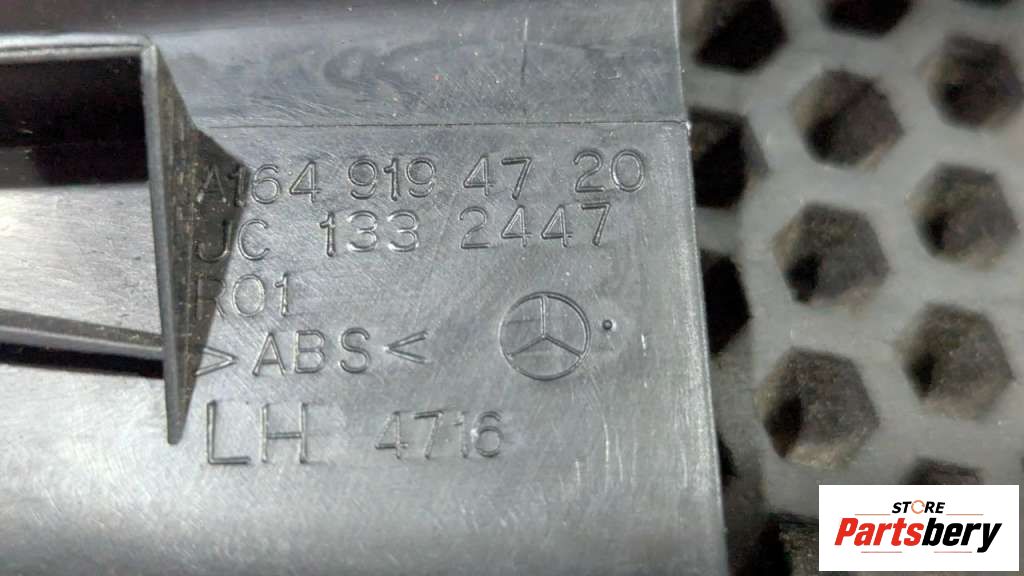 A164 919 47 20
JC 133 2447
R01
>ABS<
LH 4716
STORE
Partsbery